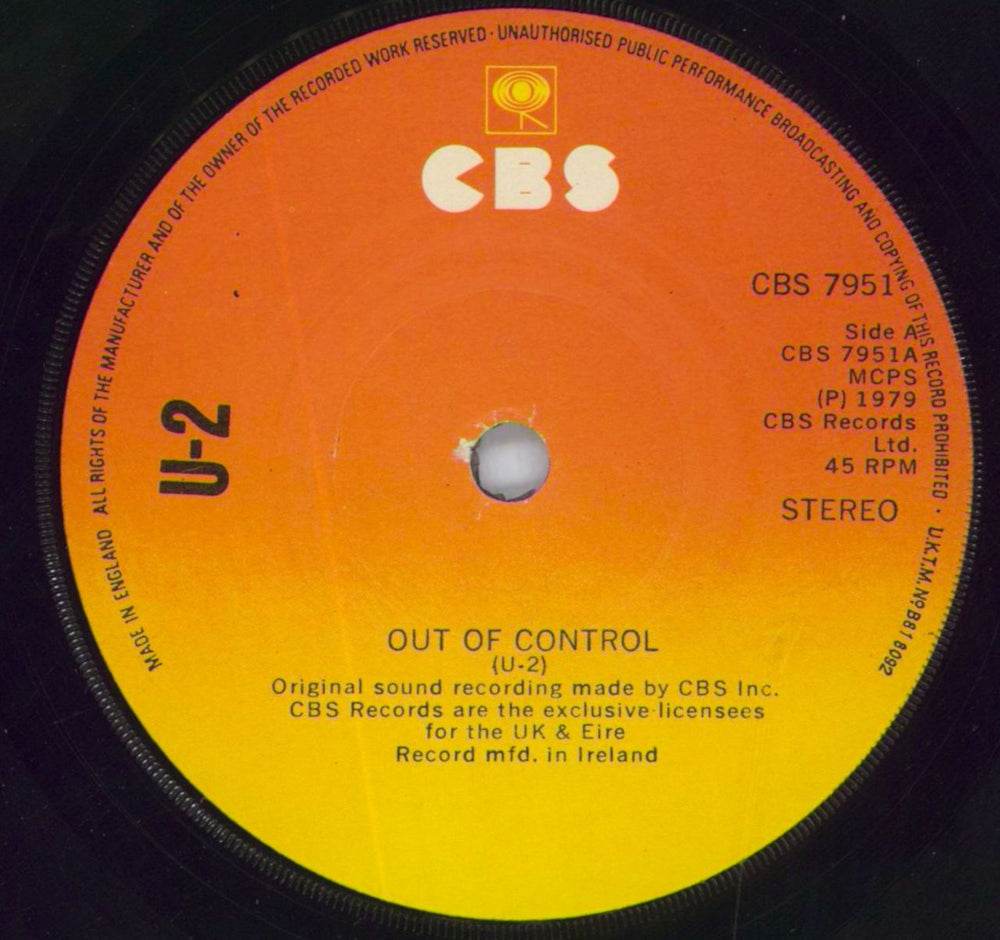 MADE IN ENGLAND ALL RIGHTS OF THE MANUFACTURER AND OF THE OWNER OF THE RECORDED WORK RESERVED · UNAUTHORISED PUBLIC PERFORMANCE BROADCASTING AND COPYING OF THIS RECORD PROHIBITED · U.K.T.M. Nº B618092
CBS
CBS 7951
Side A
CBS 7951A
MCPS
(P) 1979
CBS Records
Ltd.
45 RPM
STEREO
U-2
OUT OF CONTROL
(U-2)
Original sound recording made by CBS Inc.
CBS Records are the exclusive licensees
for the UK & Eire
Record mfd. in Ireland